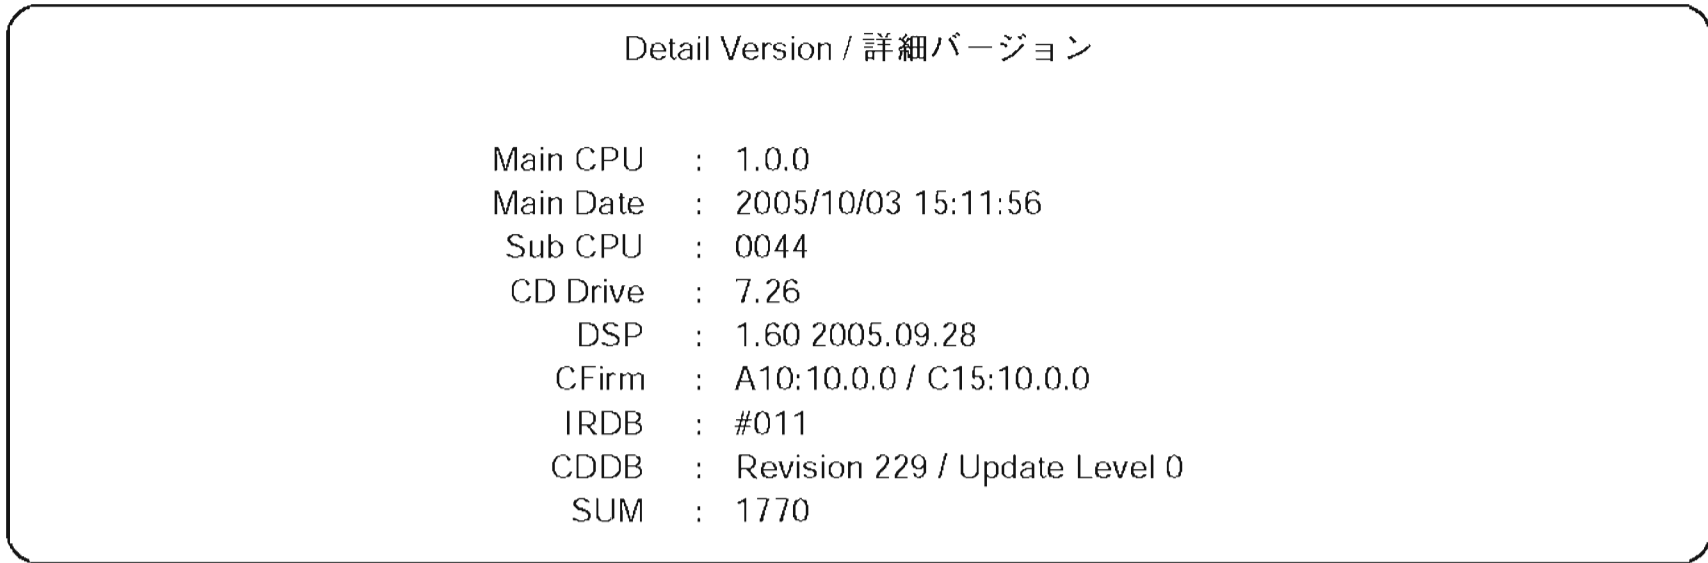 Detail Version / 詳細バージョン
Main CPU : 1.0.0
Main Date : 2005/10/03 15:11:56
Sub CPU : 0044
CD Drive : 7.26
DSP : 1.60 2005.09.28
CFirm : A10:10.0.0 / C15:10.0.0
IRDB : #011
CDDB : Revision 229 / Update Level 0
SUM : 1770